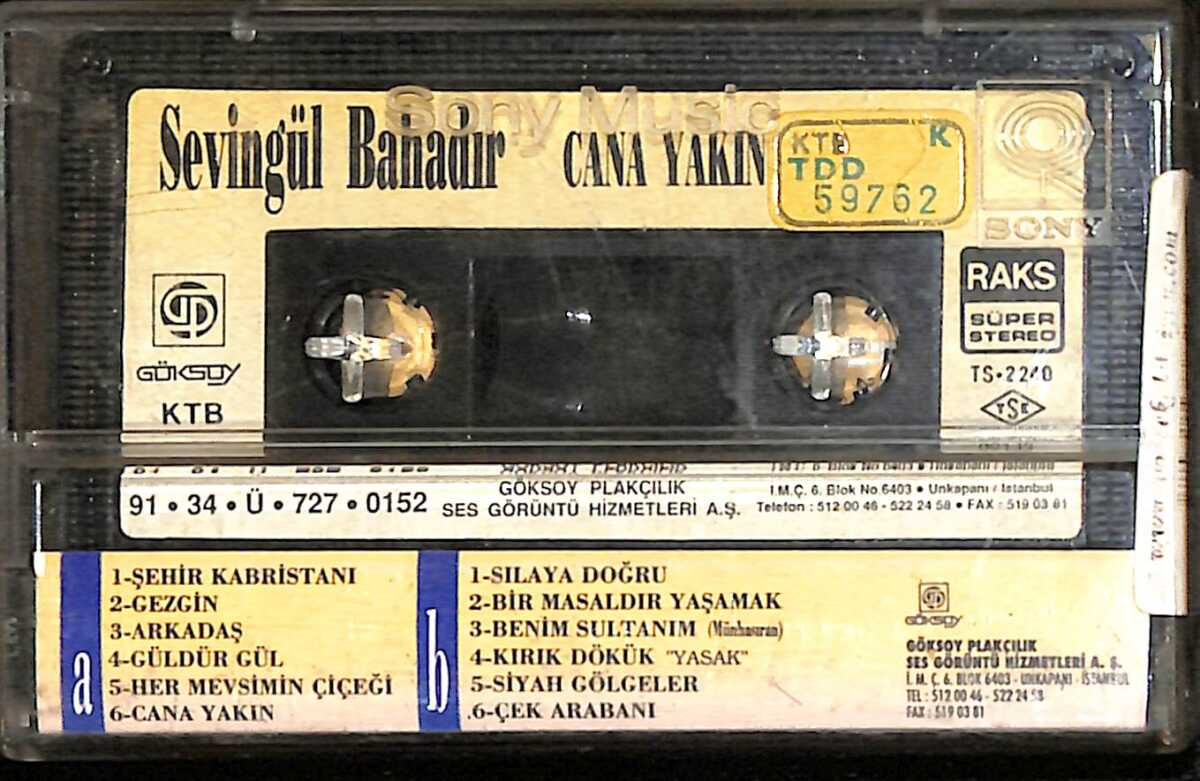 Sony Music
Sevingül Bahadır CANA YAKIN
KTB K
TDD
59762
SONY
GÖKSOY
KTB
RAKS
SÜPER
STEREO
TS•2240
TSE
91 • 34 • Ü • 727 • 0152
GÖKSOY PLAKÇILIK
SES GÖRÜNTÜ HİZMETLERİ A.Ş.
İ.M.Ç. 6. Blok No.6403 • Unkapanı / İstanbul
Telefon : 512 00 46 - 522 24 58 • FAX : 519 03 81
a
1-ŞEHİR KABRİSTANI
2-GEZGİN
3-ARKADAŞ
4-GÜLDÜR GÜL
5-HER MEVSİMİN ÇİÇEĞİ
6-CANA YAKIN
b
1-SILAYA DOĞRU
2-BİR MASALDIR YAŞAMAK
3-BENİM SULTANIM (Münhasıran)
4-KIRIK DÖKÜK "YASAK"
5-SİYAH GÖLGELER
6-ÇEK ARABANI
GÖKSOY
GÖKSOY PLAKÇILIK
SES GÖRÜNTÜ HİZMETLERİ A. Ş.
İ. M. Ç. 6. BLOK 6403 - UNKAPANI - İSTANBUL
TEL : 512 00 46 - 522 24 58
FAX : 519 03 81